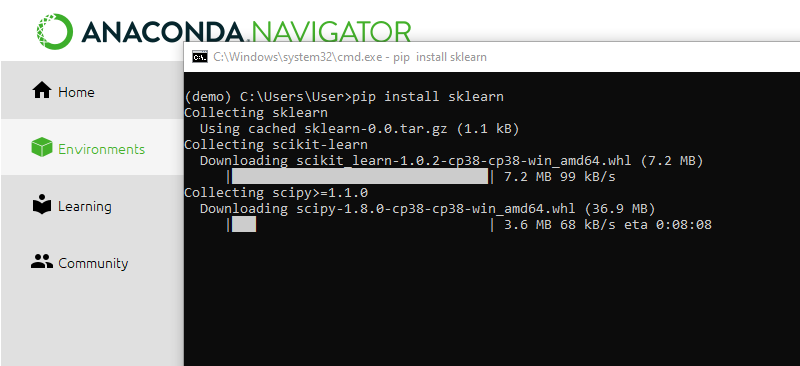 ANACONDA.NAVIGATOR
C:\Windows\system32\cmd.exe - pip  install sklearn
Home
Environments
Learning
Community
(demo) C:\Users\User>pip install sklearn
Collecting sklearn
  Using cached sklearn-0.0.tar.gz (1.1 kB)
Collecting scikit-learn
  Downloading scikit_learn-1.0.2-cp38-cp38-win_amd64.whl (7.2 MB)
     |████████████████████████████████| 7.2 MB 99 kB/s
Collecting scipy>=1.1.0
  Downloading scipy-1.8.0-cp38-cp38-win_amd64.whl (36.9 MB)
     |███                             | 3.6 MB 68 kB/s eta 0:08:08